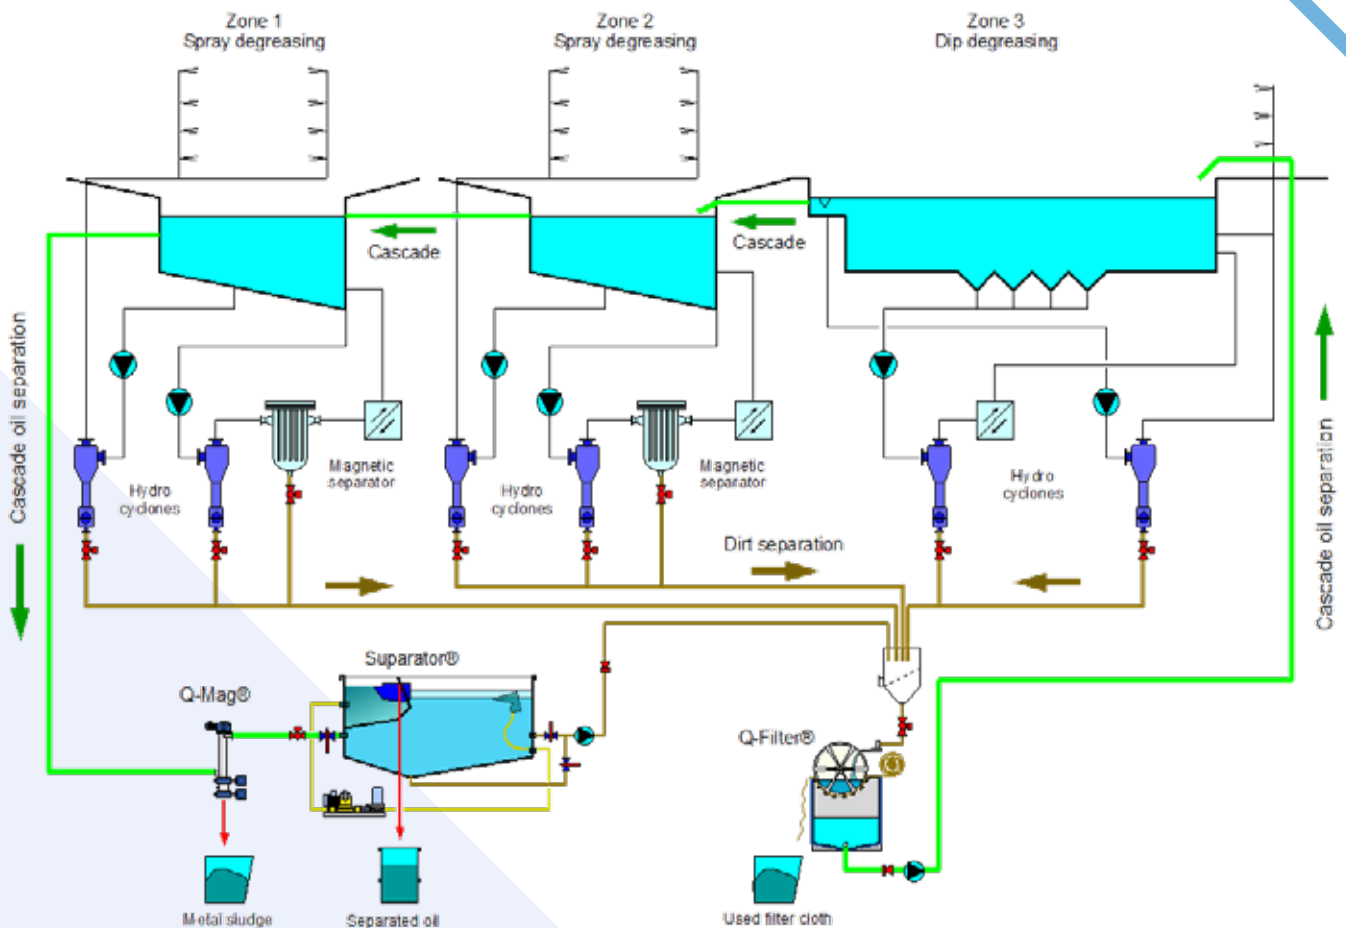 Zone 1
Spray degreasing
Zone 2
Spray degreasing
Zone 3
Dip degreasing
Cascade
Cascade
Cascade oil separation
Cascade oil separation
Magnetic
separator
Hydro
cyclones
Magnetic
separator
Hydro
cyclones
Hydro
cyclones
Dirt separation
Suparator®
Q-Mag®
Q-Filter®
Metal sludge
Separated oil
Used filter cloth